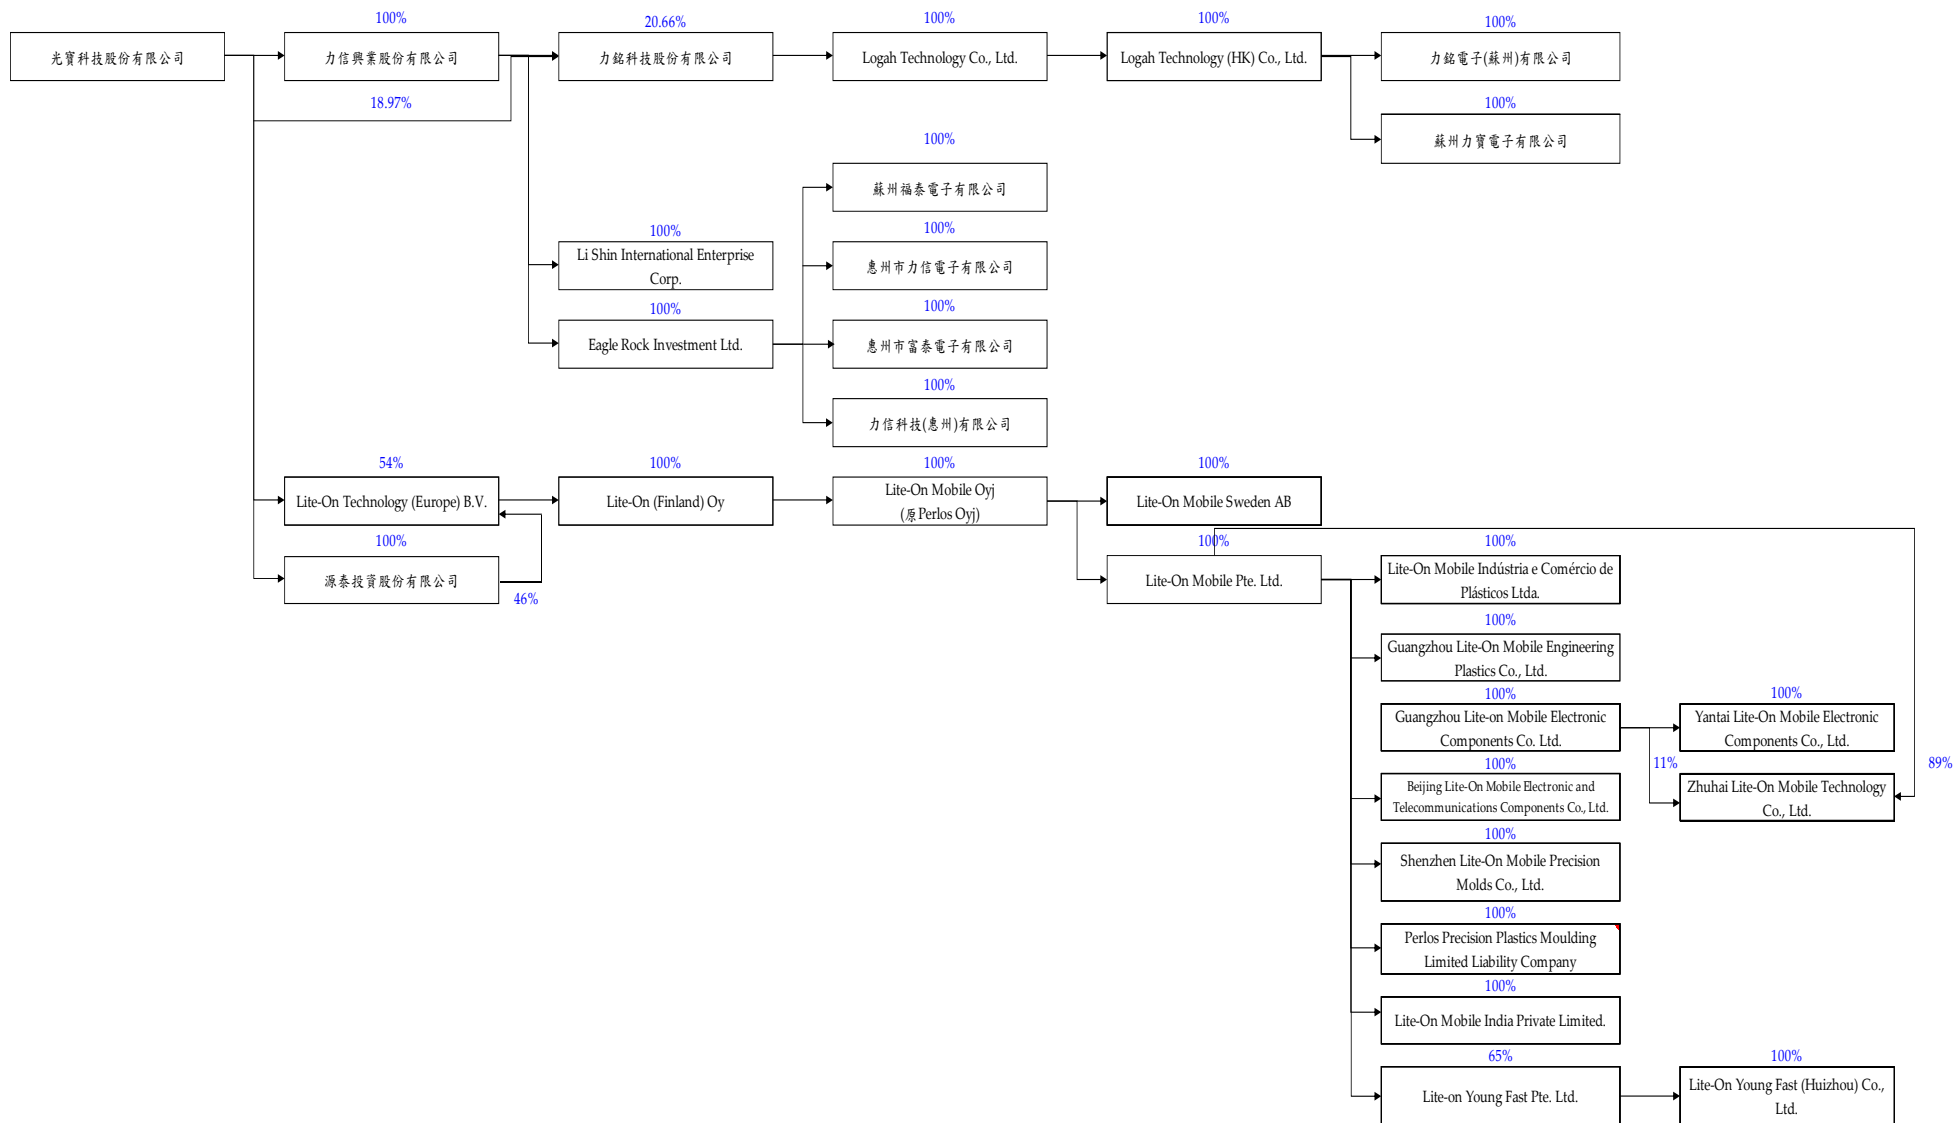 100%
20.66%
100%
100%
100%
光寶科技股份有限公司
力信興業股份有限公司
力銘科技股份有限公司
Logah Technology Co., Ltd.
Logah Technology (HK) Co., Ltd.
力銘電子(蘇州)有限公司
18.97%
100%
蘇州力寶電子有限公司
100%
蘇州福泰電子有限公司
100%
Li Shin International Enterprise
Corp.
100%
惠州市力信電子有限公司
100%
Eagle Rock Investment Ltd.
100%
惠州市富泰電子有限公司
100%
力信科技(惠州)有限公司
54%
100%
100%
100%
Lite-On Technology (Europe) B.V.
Lite-On (Finland) Oy
Lite-On Mobile Oyj
(原Perlos Oyj)
Lite-On Mobile Sweden AB
100%
源泰投資股份有限公司
46%
100%
Lite-On Mobile Pte. Ltd.
100%
Lite-On Mobile Indústria e Comércio de
Plásticos Ltda.
100%
Guangzhou Lite-On Mobile Engineering
Plastics Co., Ltd.
100%
Guangzhou Lite-on Mobile Electronic
Components Co. Ltd.
100%
Yantai Lite-On Mobile Electronic
Components Co., Ltd.
11%
89%
100%
Beijing Lite-On Mobile Electronic and
Telecommunications Components Co., Ltd.
Zhuhai Lite-On Mobile Technology
Co., Ltd.
100%
Shenzhen Lite-On Mobile Precision
Molds Co., Ltd.
100%
Perlos Precision Plastics Moulding
Limited Liability Company
100%
Lite-On Mobile India Private Limited.
65%
Lite-on Young Fast Pte. Ltd.
100%
Lite-On Young Fast (Huizhou) Co.,
Ltd.